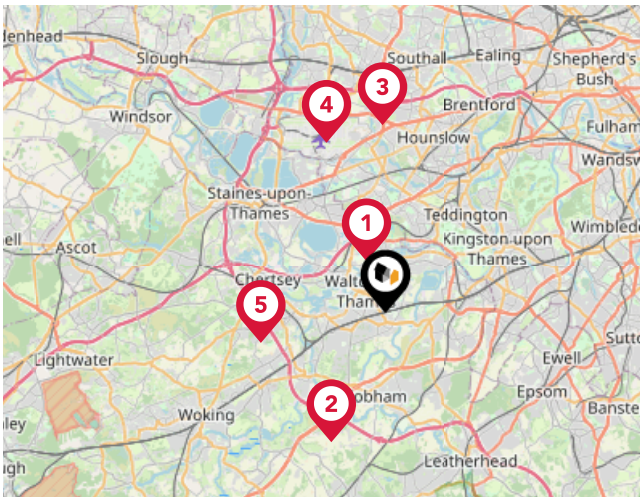 denhead
Slough
Southall
Ealing
Shepherd's
Bush
3
4
Brentford
Windsor
Hounslow
Fulham
Wandsw
Staines-upon-
Thames
1
Teddington
Kingston upon
Thames
Wimbled
ell
Ascot
Chertsey
Walto
Tham
5
Sutto
Lightwater
Ewell
2
obham
Epsom
Banste
Woking
ley
Leatherhead
gh